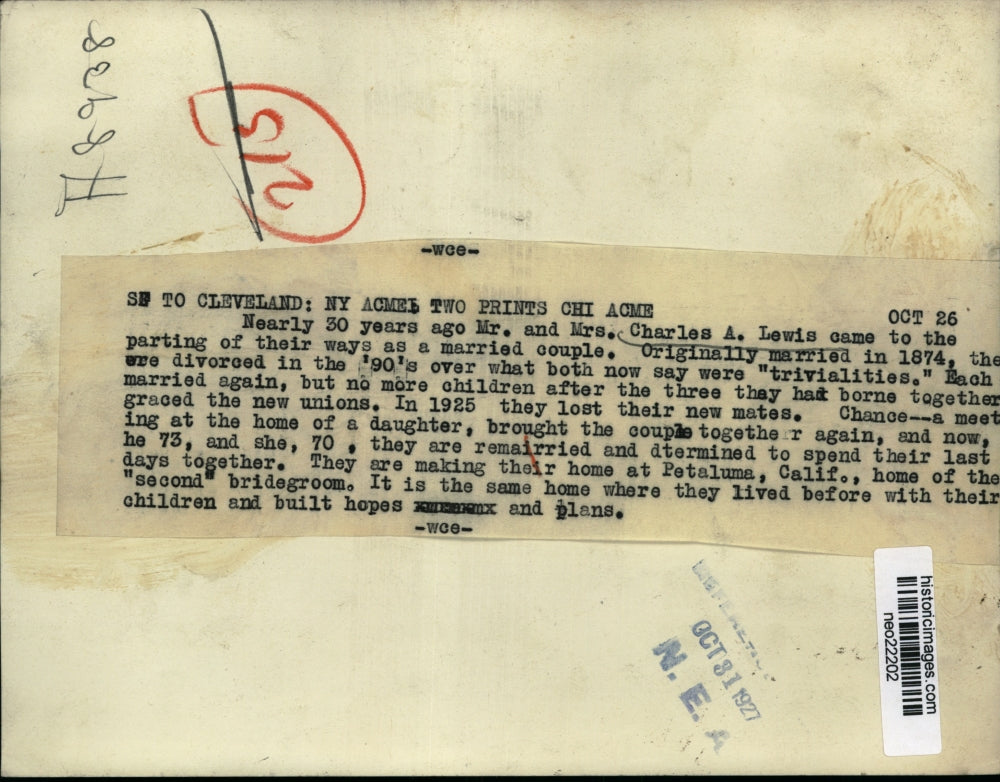 H8938
215
-wce-
SF TO CLEVELAND: NY ACME: TWO PRINTS CHI ACME
OCT 26
Nearly 30 years ago Mr. and Mrs. Charles A. Lewis came to the
parting of their ways as a married couple. Originally married in 1874, the
were divorced in the '90's over what both now say were "trivialities." Each
married again, but no more children after the three they had borne together
graced the new unions. In 1925 they lost their new mates. Chance--a meet
ing at the home of a daughter, brought the couple together again, and now,
he 73, and she, 70 , they are remairried and dtermined to spend their last
days together. They are making their home at Petaluma, Calif., home of the
"second" bridegroom. It is the same home where they lived before with their
children and built hopes and plans.
-wce-
OCT 31 1927
N. E. A
historicimages.com
neo22202